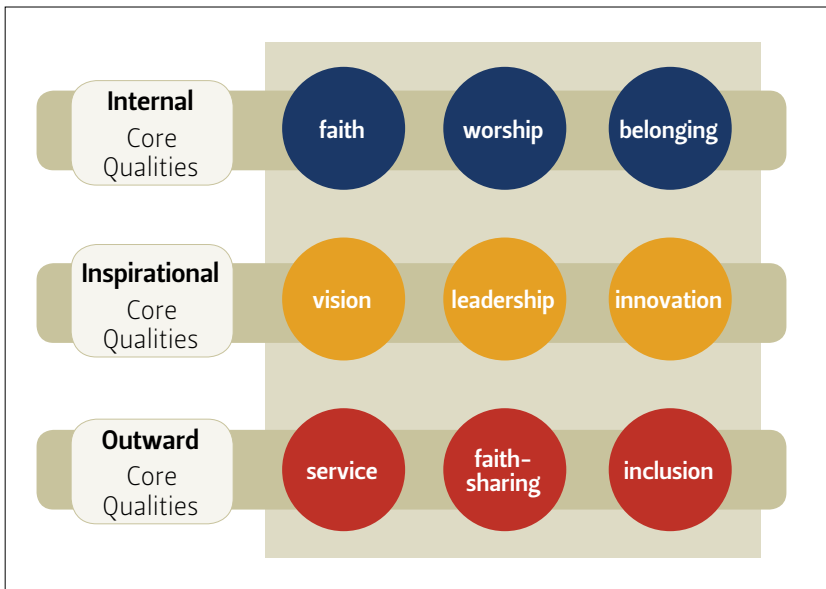 Internal
Core
Qualities
faith
worship
belonging
Inspirational
Core
Qualities
vision
leadership
innovation
Outward
Core
Qualities
service
faith-
sharing
inclusion